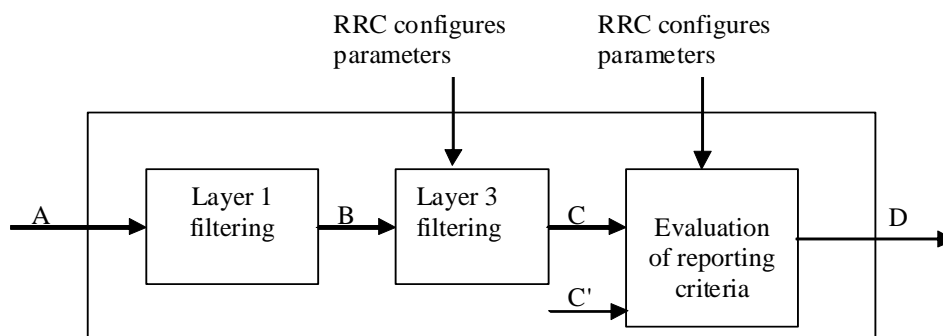 RRC configures
parameters
RRC configures
parameters
A
Layer 1
filtering
B
Layer 3
filtering
C
C'
Evaluation
of reporting
criteria
D